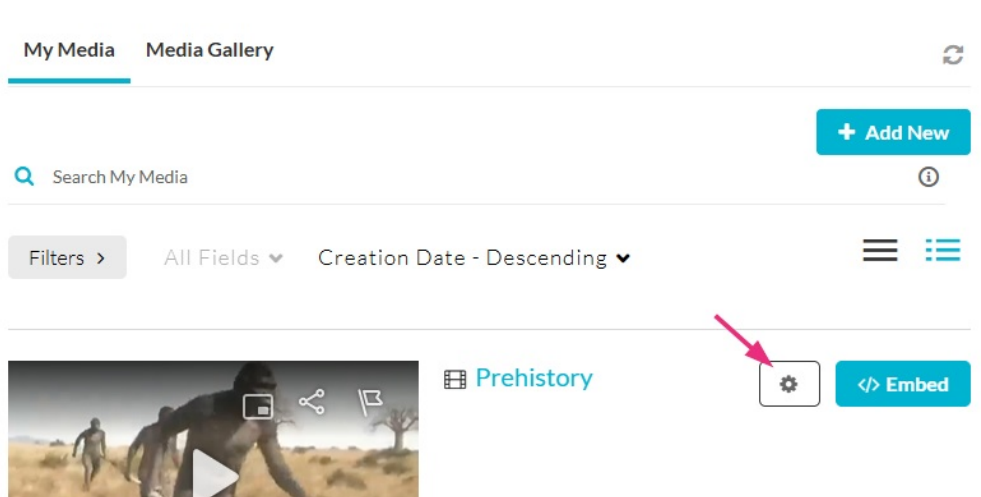 My Media Media Gallery
+ Add New
Search My Media
Filters > All Fields Creation Date - Descending
Prehistory </> Embed